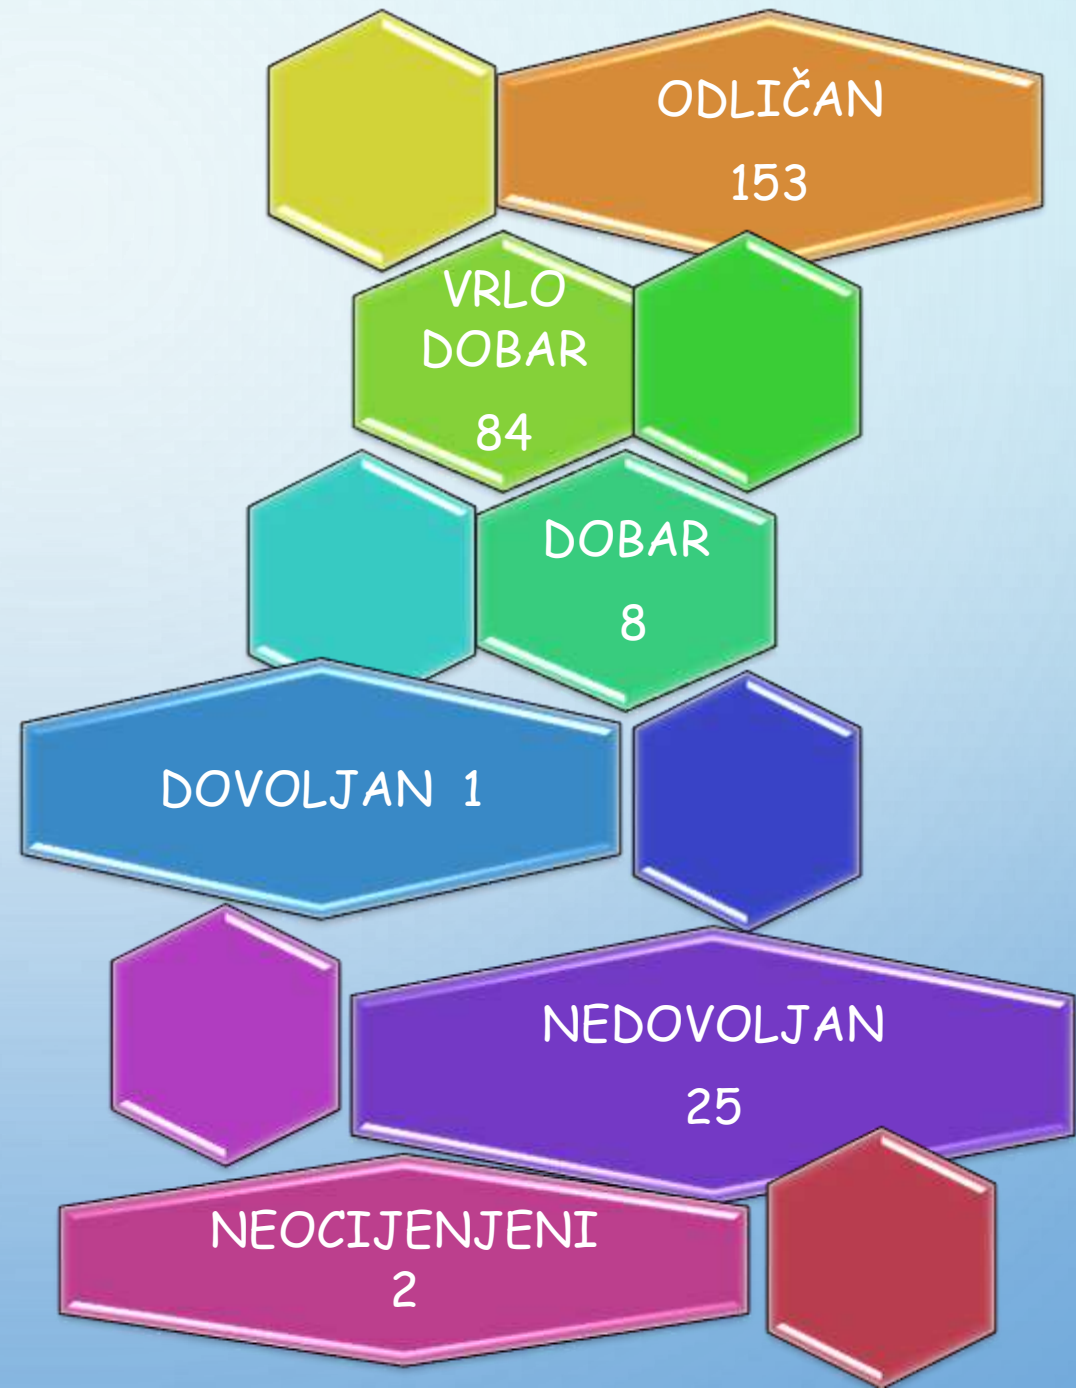 ODLIČAN
153
VRLO
DOBAR
84
DOBAR
8
DOVOLJAN 1
NEDOVOLJAN
25
NEOCIJENJENI
2